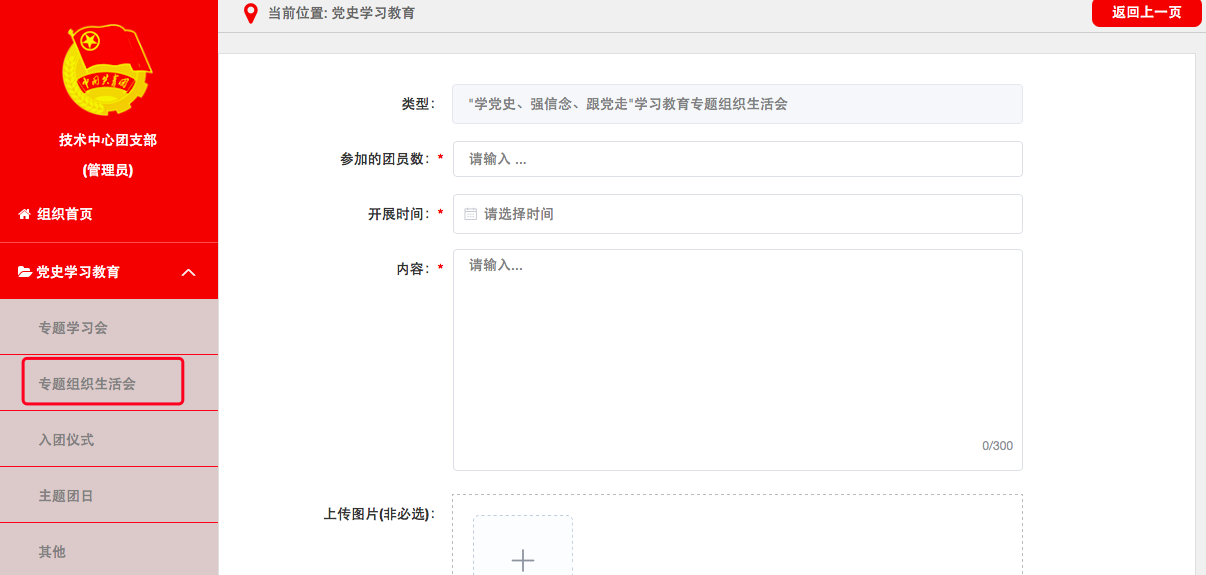 当前位置: 党史学习教育
返回上一页
中国共青团
技术中心团支部
(管理员)
组织首页
党史学习教育
专题学习会
专题组织生活会
入团仪式
主题团日
其他
类型：
"学党史、强信念、跟党走"学习教育专题组织生活会
参加的团员数：*
请输入 ...
开展时间：*
请选择时间
内容：*
请输入...
0/300
上传图片(非必选)：